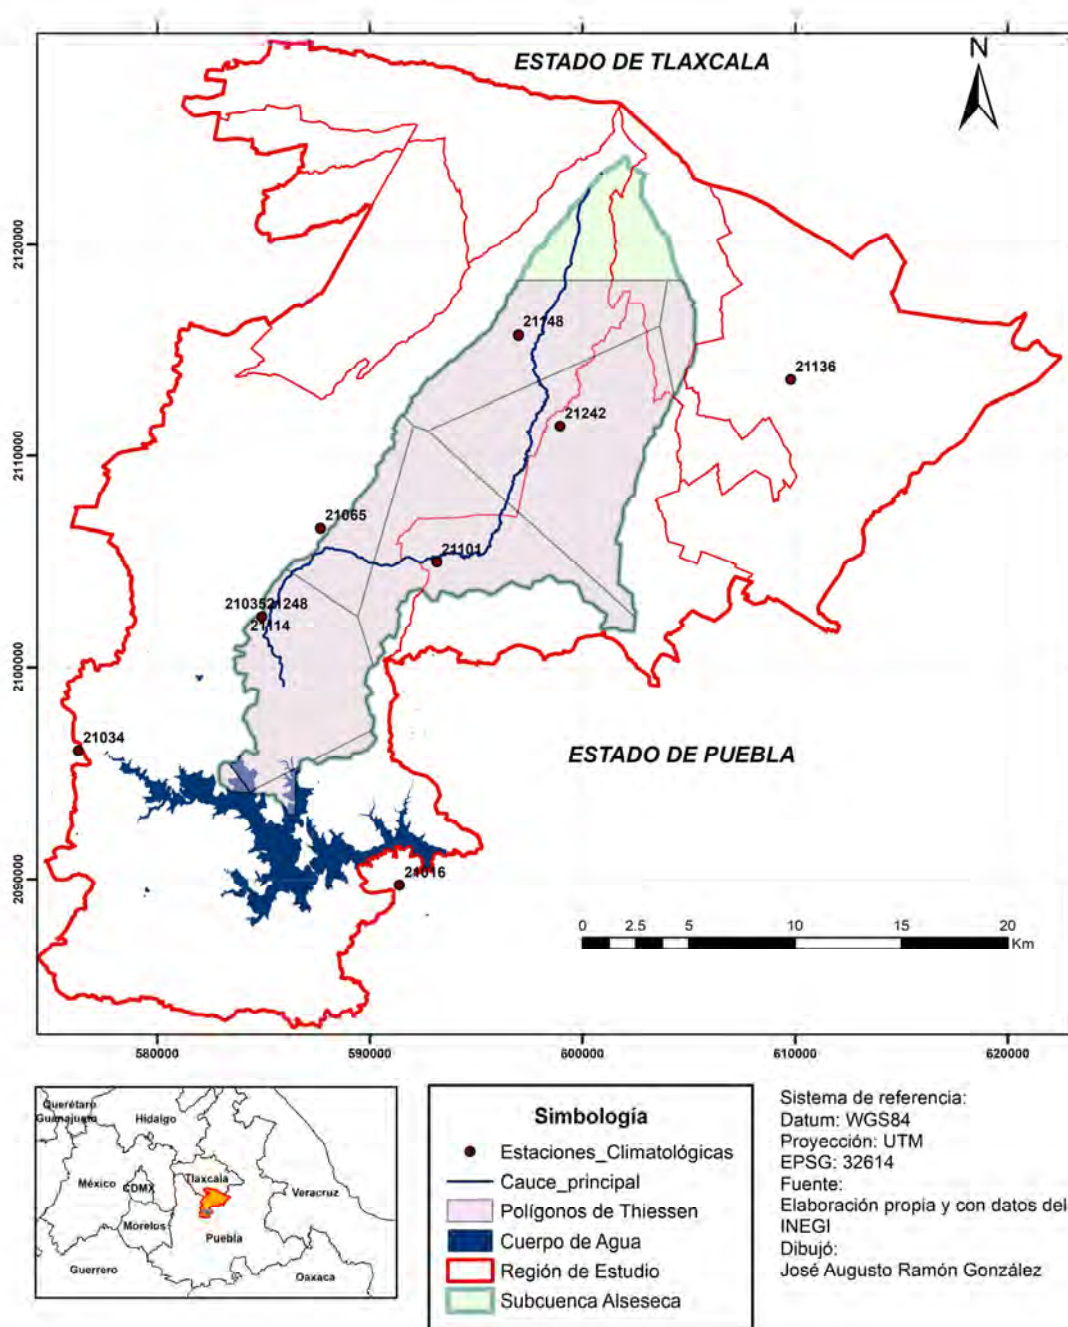 ESTADO DE TLAXCALA
N
2120000
2110000
2100000
2090000
21148
21136
21242
21065
21101
21035 21248
21114
21034
ESTADO DE PUEBLA
21016
0 2.5 5 10 15 20
Km
580000 590000 600000 610000 620000
Querétaro
Guanajuato
Hidalgo
México
CDMX
Tlaxcala
Veracruz
Morelos
Puebla
Guerrero
Oaxaca
Simbología
Estaciones_Climatológicas
Cauce_principal
Polígonos de Thiessen
Cuerpo de Agua
Región de Estudio
Subcuenca Alseseca
Sistema de referencia:
Datum: WGS84
Proyección: UTM
EPSG: 32614
Fuente:
Elaboración propia y con datos del
INEGI
Dibujó:
José Augusto Ramón González